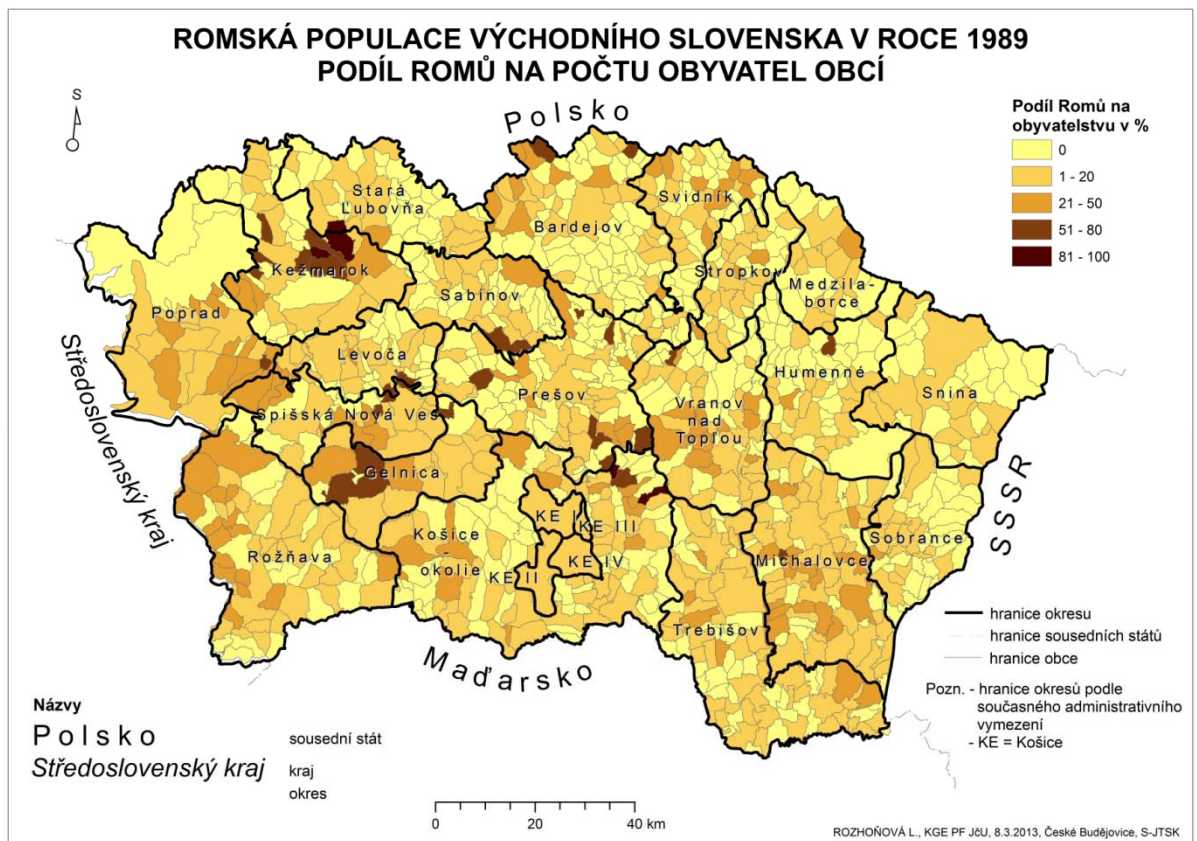 ROMSKÁ POPULACE VÝCHODNÍHO SLOVENSKA V ROCE 1989
PODÍL ROMŮ NA POČTU OBYVATEL OBCÍ
S
Polsko
Podíl Romů na
obyvatelstvu v %
0
1 - 20
21 - 50
51 - 80
81 - 100
Stará
Ľubovňa
Svidník
Bardejov
Kežmarok
Stropkov
Medzila-
borce
Sabinov
Poprad
Levoča
Humenné
Snina
Prešov
Spišská Nová Ves
Vranov
nad
Topľou
Středoslovenský kraj
Gelnica
SSSR
KE I
KE III
Košice
-
okolie
Rožňava
KE II
KE IV
Michalovce
Sobrance
Trebišov
Maďarsko
hranice okresu
hranice sousedních států
hranice obce
Pozn. - hranice okresů podle
současného administrativního
vymezení
- KE = Košice
Názvy
Polsko sousední stát
Středoslovenský kraj kraj
okres
0 20 40 km
ROZHOŇOVÁ L., KGE PF JčU, 8.3.2013, České Budějovice, S-JTSK